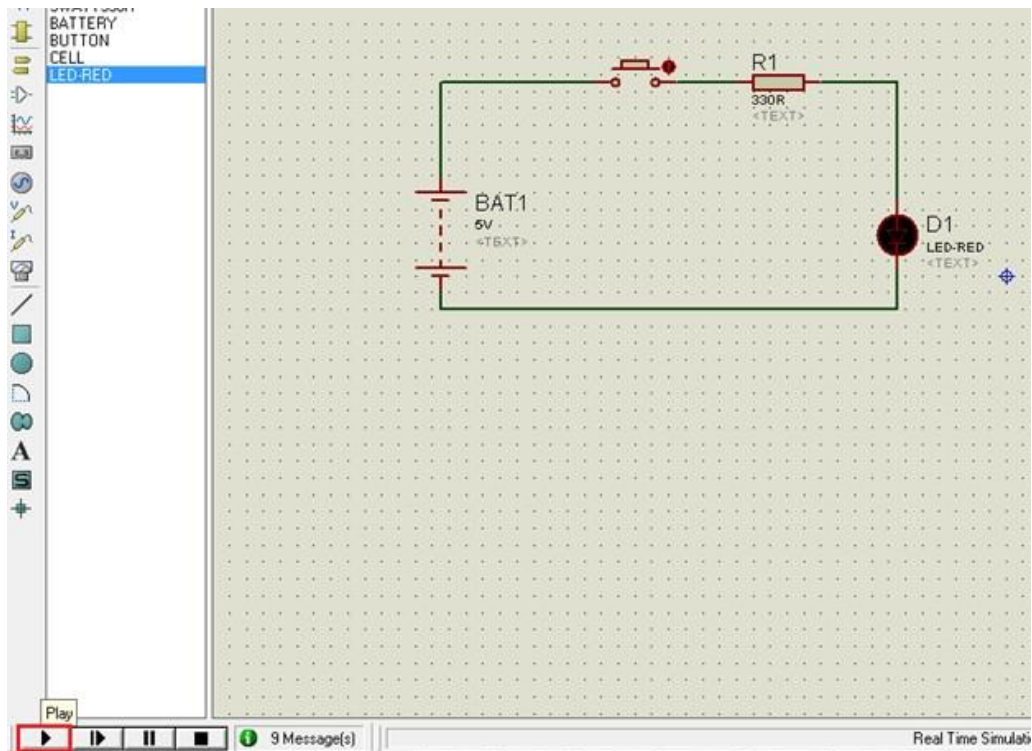 BATTERY
BUTTON
CELL
LED-RED
R1
330R
<TEXT>
BAT1
5V
<TEXT>
D1
LED-RED
<TEXT>
A
S
Play
9 Message(s)
Real Time Simulati